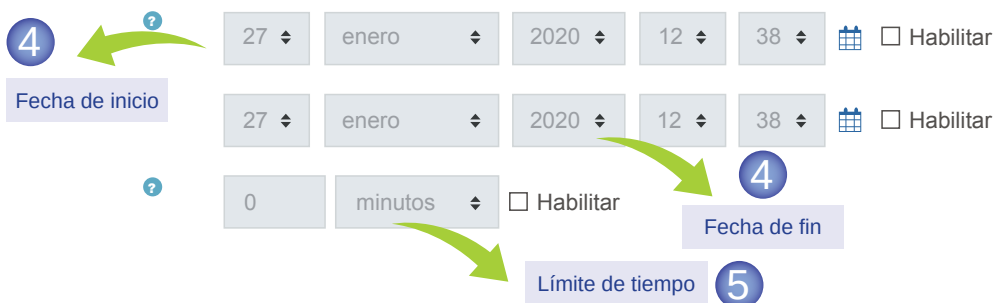 ? 27 enero 2020 12 38 Habilitar
4
Fecha de inicio
27 enero 2020 12 38 Habilitar
4
Fecha de fin
? 0 minutos Habilitar
Límite de tiempo 5